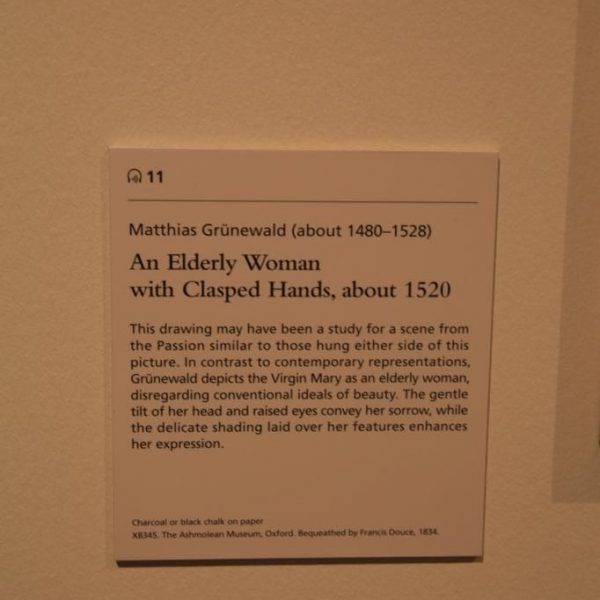 11
Matthias Grünewald (about 1480–1528)
An Elderly Woman
with Clasped Hands, about 1520
This drawing may have been a study for a scene from
the Passion similar to those hung either side of this
picture. In contrast to contemporary representations,
Grünewald depicts the Virgin Mary as an elderly woman,
disregarding conventional ideals of beauty. The gentle
tilt of her head and raised eyes convey her sorrow, while
the delicate shading laid over her features enhances
her expression.
Charcoal or black chalk on paper
X8345. The Ashmolean Museum, Oxford. Bequeathed by Francis Douce, 1834.